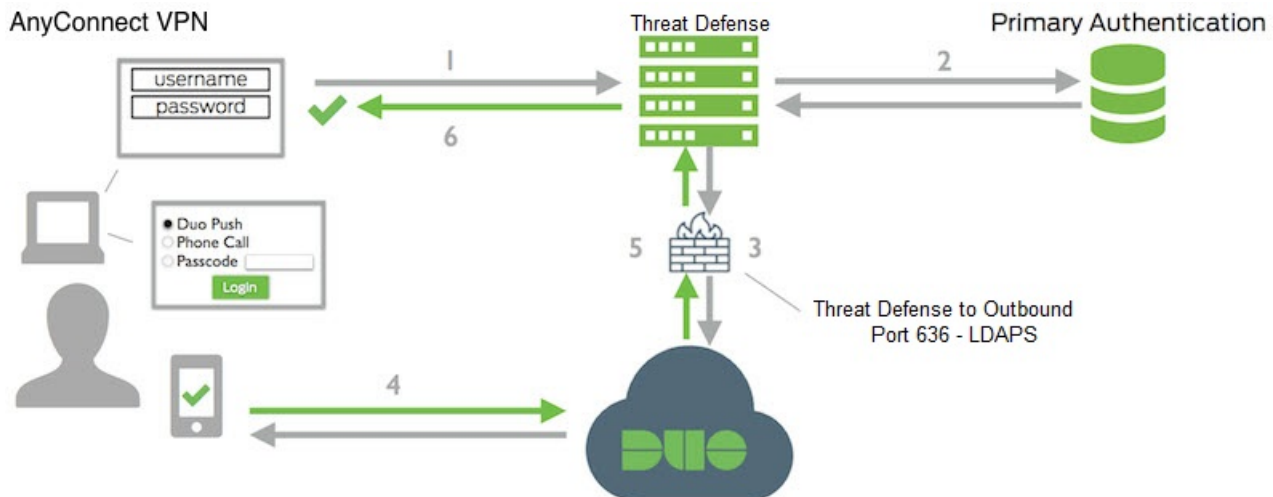 AnyConnect VPN
Threat Defense
Primary Authentication
username
password
1
2
6
Duo Push
Phone Call
Passcode
Login
5
3
Threat Defense to Outbound
Port 636 - LDAPS
4
DUO